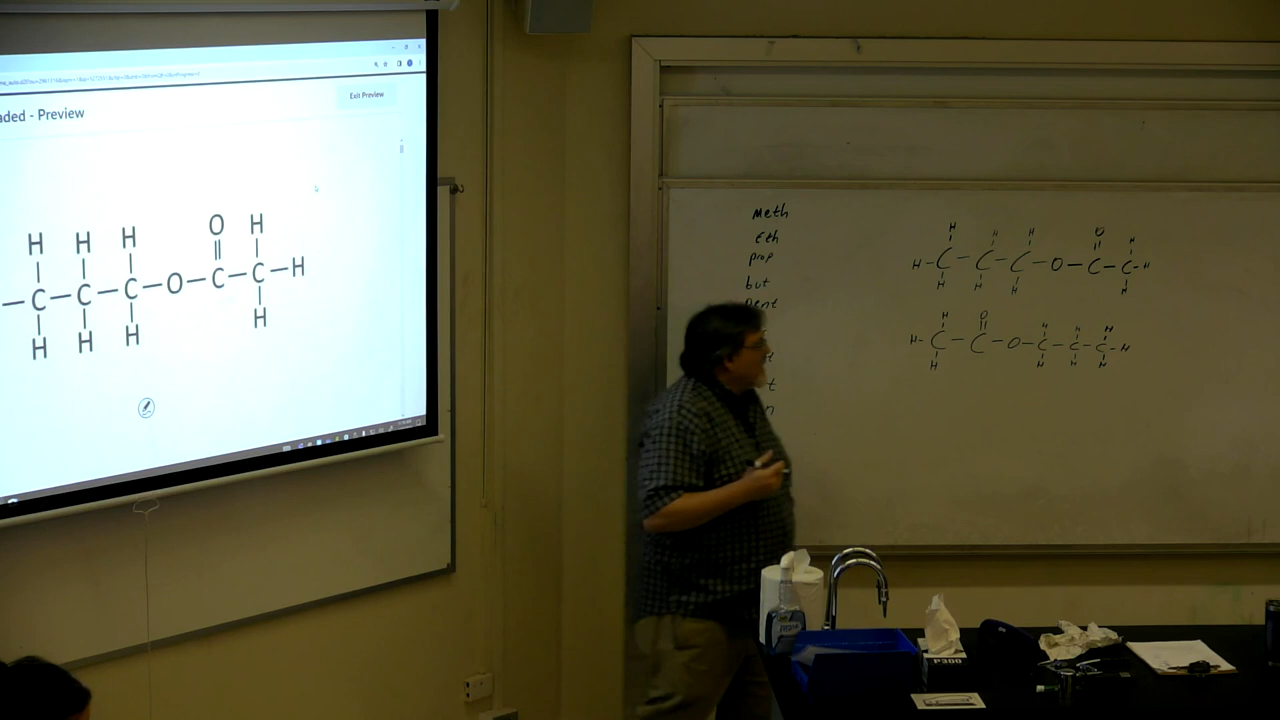 aded - Preview
Exit Preview
H H H O H
C C C O C C H
H H H H
Meth
Eth
prop
but
pent
t
t
n
H H H O H
H-C-C-C-O-C-C-H
H H H H
H O H H H
H-C-C-O-C-C-C-H
H H H H
P300